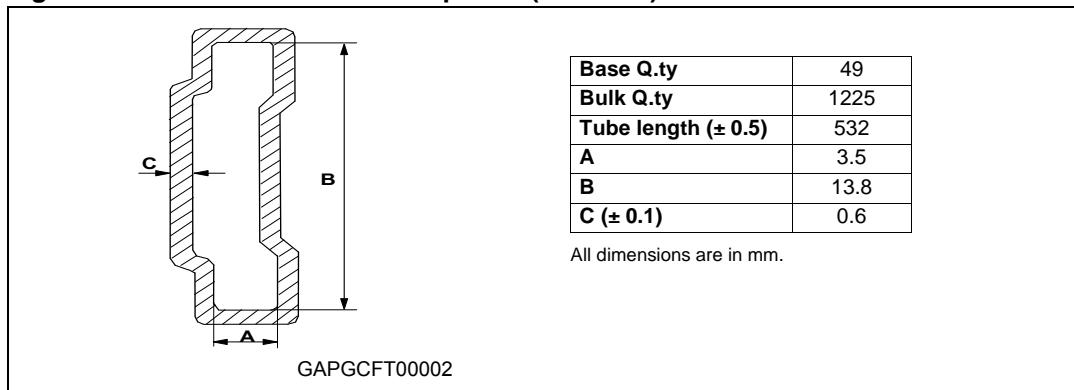 C
B
A
GAPGCFT00002
Base Q.ty 49
Bulk Q.ty 1225
Tube length (± 0.5) 532
A 3.5
B 13.8
C (± 0.1) 0.6
All dimensions are in mm.